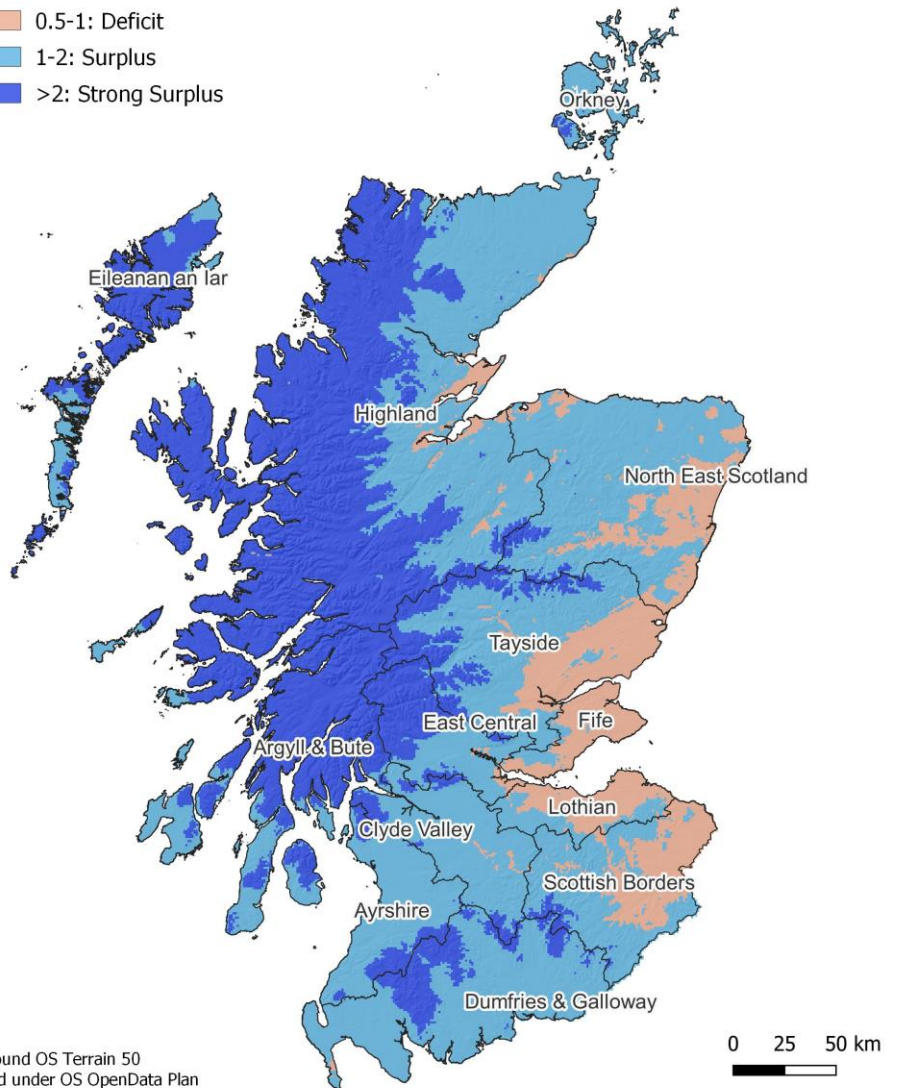 0.5-1: Deficit
1-2: Surplus
>2: Strong Surplus
Orkney
Eileanan an Iar
Highland
North East Scotland
Tayside
East Central
Fife
Argyll & Bute
Lothian
Clyde Valley
Scottish Borders
Ayrshire
Dumfries & Galloway
0 25 50 km
ound OS Terrain 50
d under OS OpenData Plan